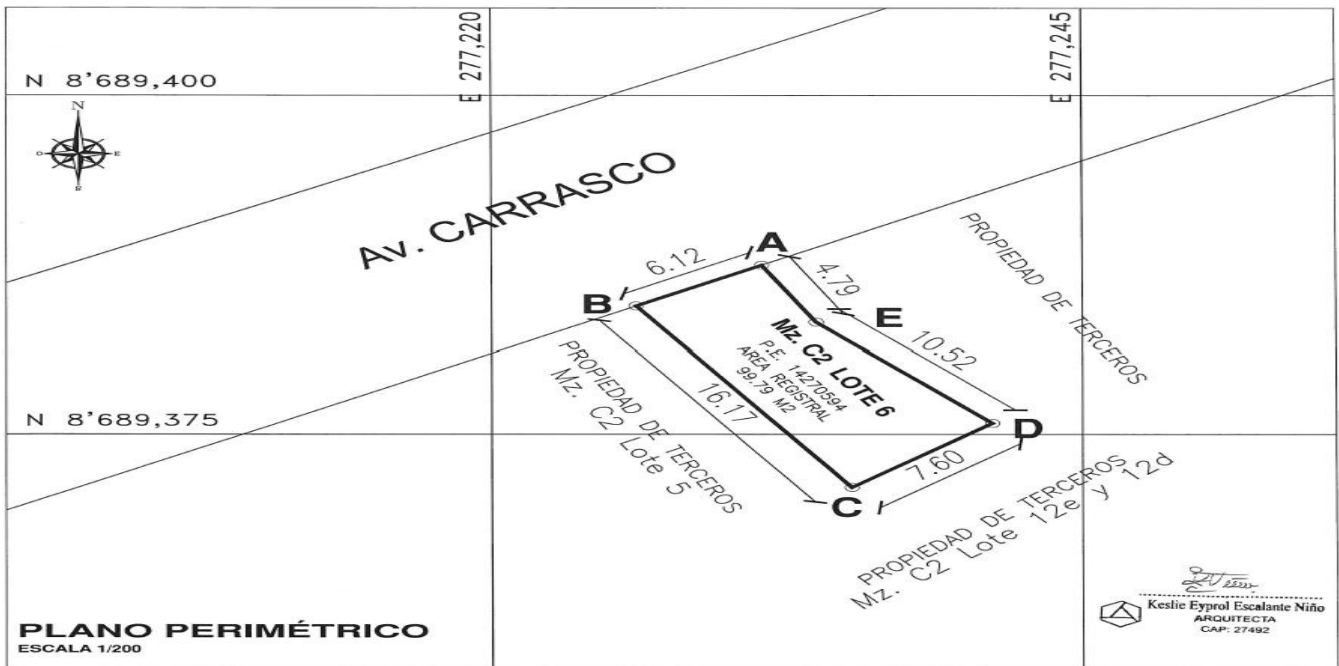 E 277,220
E 277,245
N 8'689,400
N
O
E
S
Av. CARRASCO
A
6.12
4.79
B
E
PROPIEDAD DE TERCEROS
10.52
Mz. C2 LOTE 6
P.E. 14270594
AREA REGISTRAL
99.79 M2
PROPIEDAD DE TERCEROS
Mz. C2 Lote 5
16.17
N 8'689,375
D
7.60
C
PROPIEDAD DE TERCEROS
Mz. C2 Lote 12e y 12d
PLANO PERIMÉTRICO
ESCALA 1/200
Keslie Eyprol Escalante Niño
ARQUITECTA
CAP: 27492